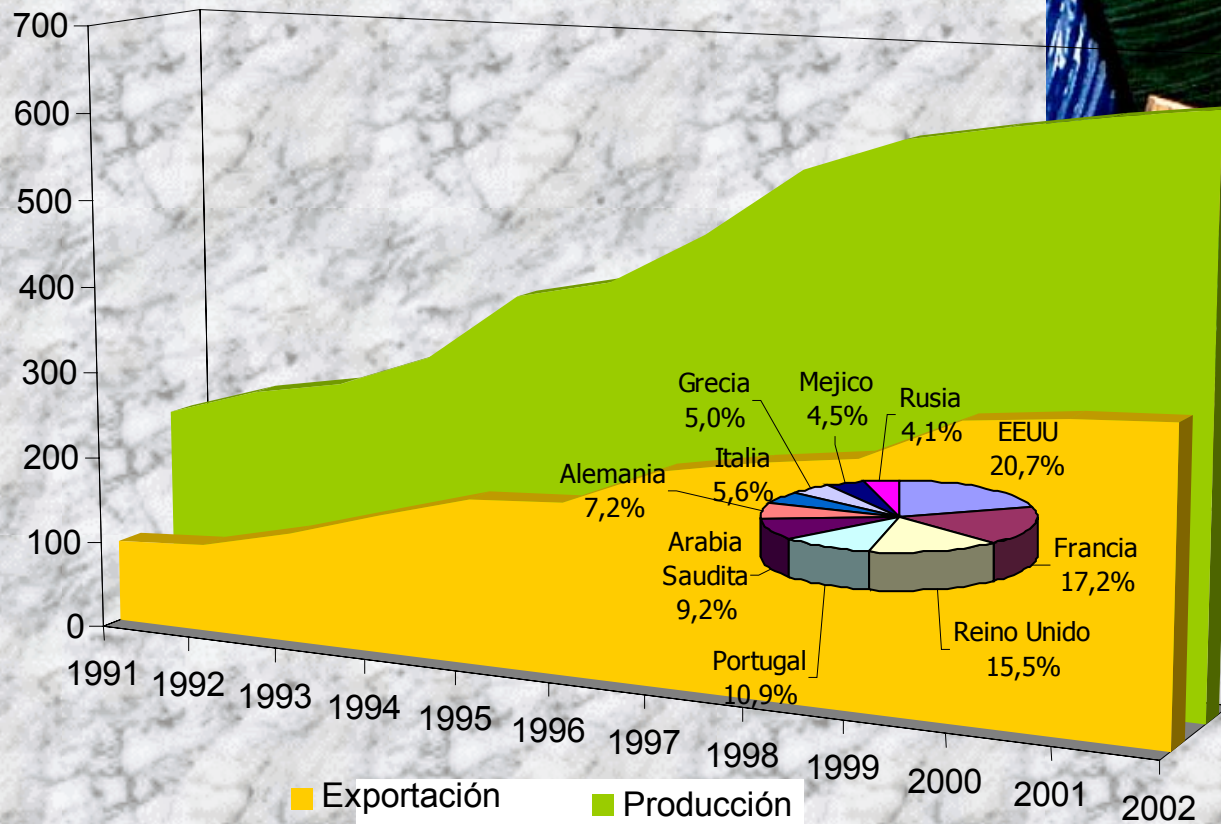 700
600
500
400
300
200
100
0
1991
1992
1993
1994
1995
1996
1997
1998
1999
2000
2001
2002
Grecia
5,0%
Mejico
4,5%
Rusia
4,1%
EEUU
20,7%
Alemania
7,2%
Italia
5,6%
Arabia
Saudita
9,2%
Francia
17,2%
Portugal
10,9%
Reino Unido
15,5%
Exportación
Producción